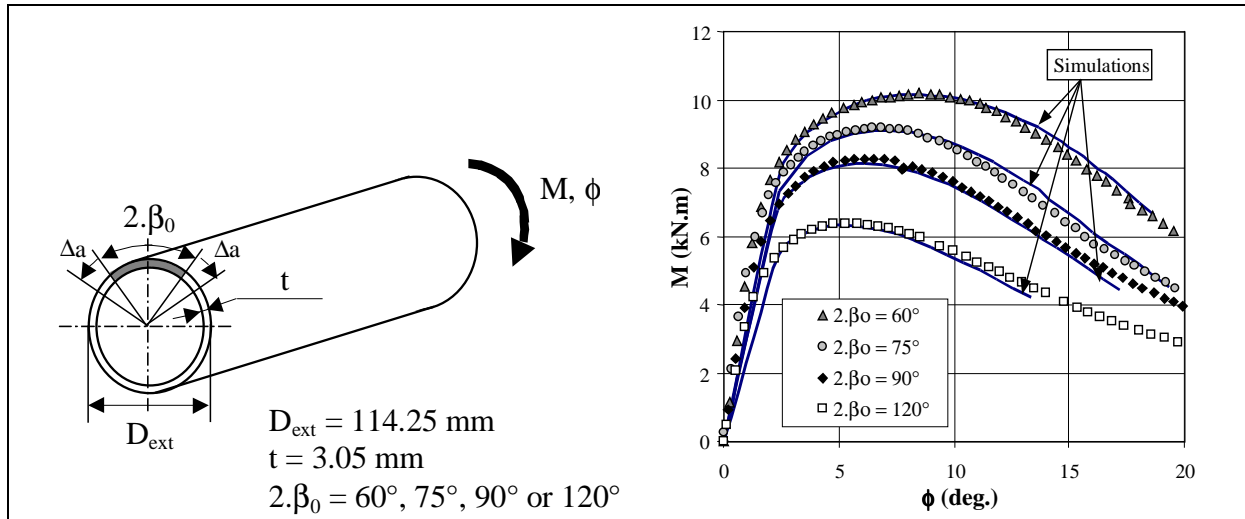 2.β0
Δa
Δa
t
M, ϕ
Dext
Dext = 114.25 mm
t = 3.05 mm
2.β0 = 60°, 75°, 90° or 120°
M (kN.m)
12
10
8
6
4
2
0
Simulations
2.βo = 60°
2.βo = 75°
2.βo = 90°
2.βo = 120°
0 5 10 15 20
ϕ (deg.)